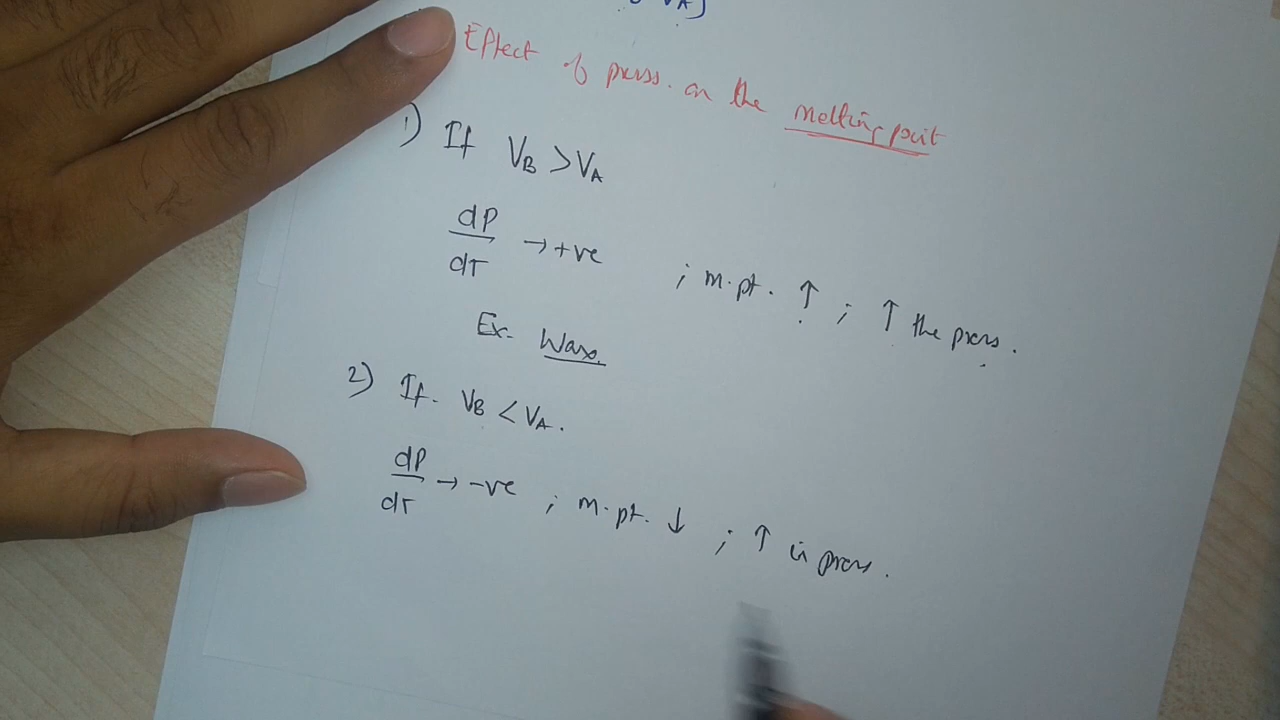 VA)
Effect of press. on the melting point
1) If VB > VA
dP
dT → +ve ; m.pt. ↑ ; ↑ the press.
Ex. Wax.
2) If. VB < VA.
dP
dT → -ve ; m.pt. ↓ ; ↑ in press.